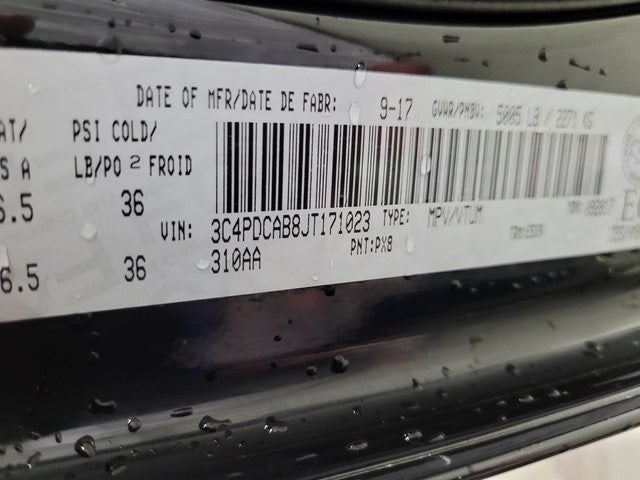 DATE OF MFR/DATE DE FABR: 9-17 GVWR/PNBV: 5005 LB / 2271 KG
AT/ PSI COLD/
S A LB/PO 2 FROID
6.5 36
VIN: 3C4PDCAB8JT171023 TYPE: MPV/VTUM
6.5 36 310AA PNT:PX8